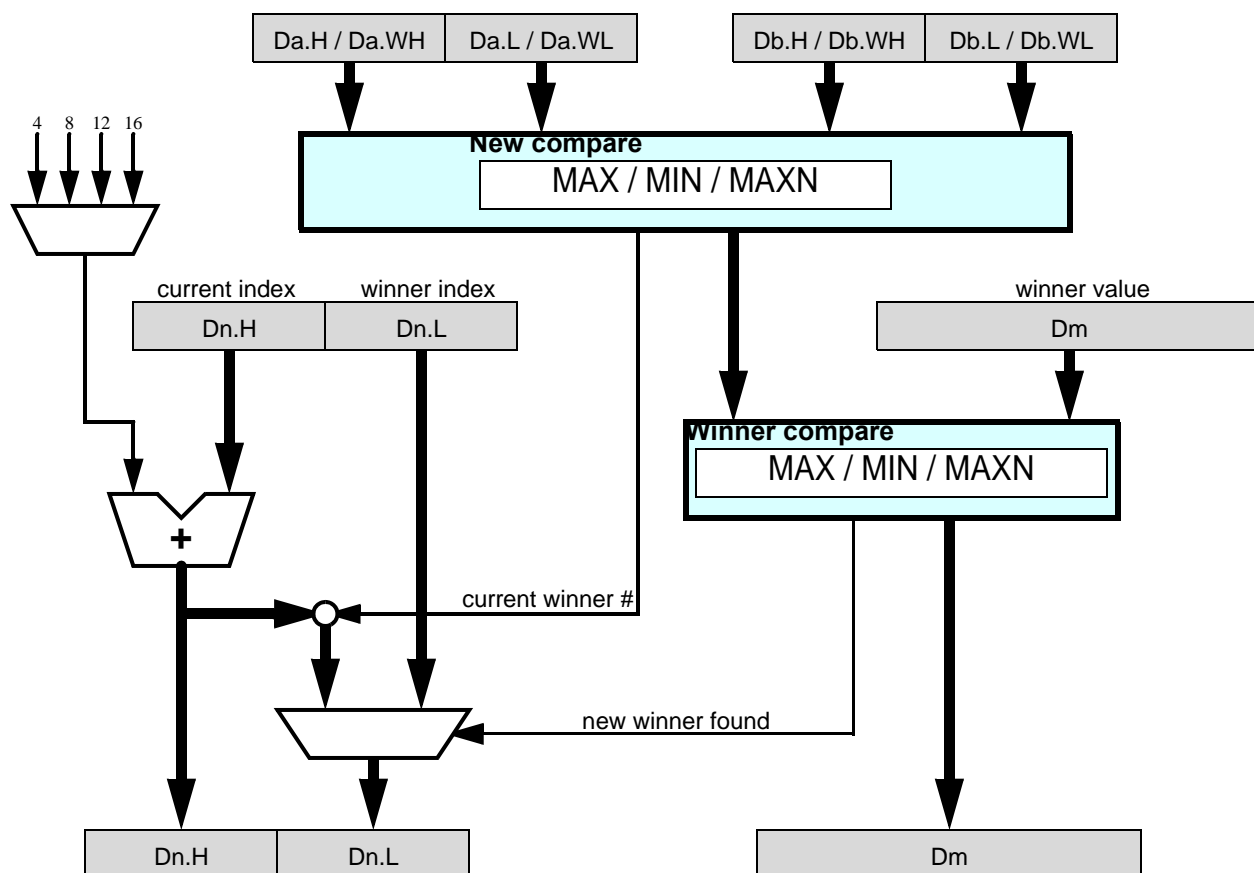 Da.H / Da.WH Da.L / Da.WL Db.H / Db.WH Db.L / Db.WL
4 8 12 16
New compare
MAX / MIN / MAXN
current index winner index winner value
Dn.H Dn.L Dm
Winner compare
MAX / MIN / MAXN
+
current winner #
new winner found
Dn.H Dn.L Dm